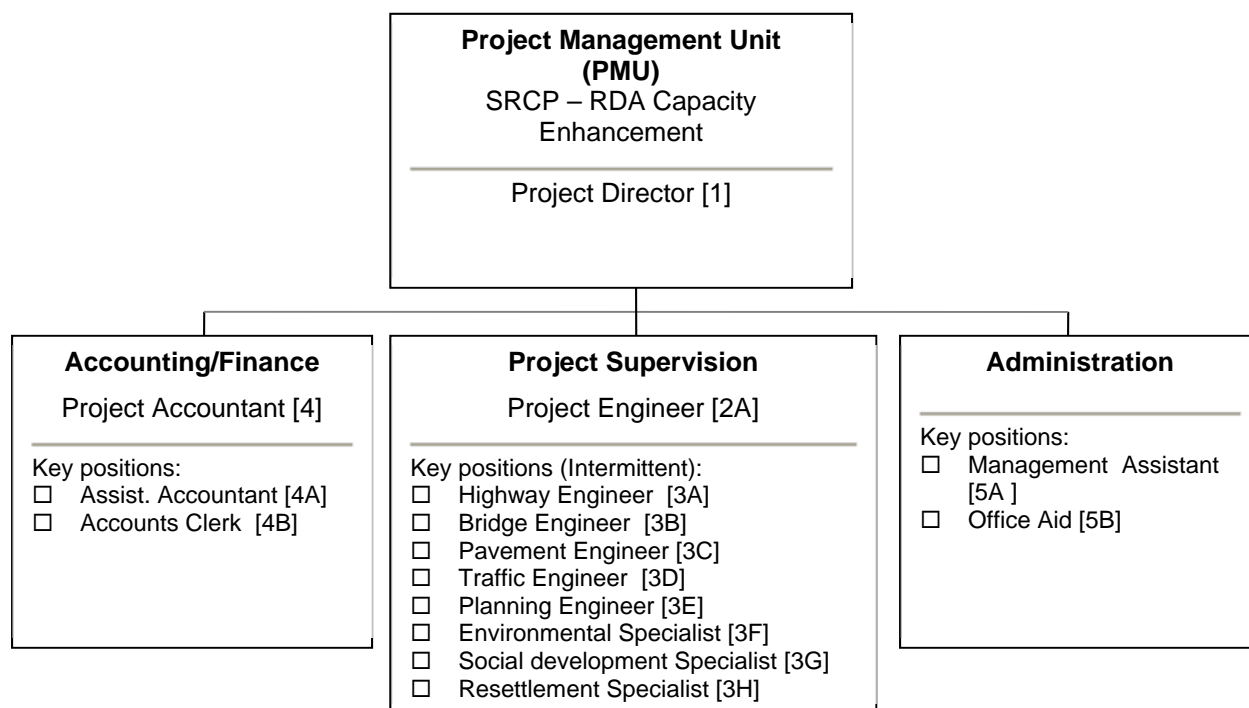 Project Management Unit
(PMU)
SRCP – RDA Capacity
Enhancement
Project Director [1]
Accounting/Finance
Project Accountant [4]
Key positions:
☐ Assist. Accountant [4A]
☐ Accounts Clerk [4B]
Project Supervision
Project Engineer [2A]
Key positions (Intermittent):
☐ Highway Engineer [3A]
☐ Bridge Engineer [3B]
☐ Pavement Engineer [3C]
☐ Traffic Engineer [3D]
☐ Planning Engineer [3E]
☐ Environmental Specialist [3F]
☐ Social development Specialist [3G]
☐ Resettlement Specialist [3H]
Administration
Key positions:
☐ Management Assistant
[5A ]
☐ Office Aid [5B]